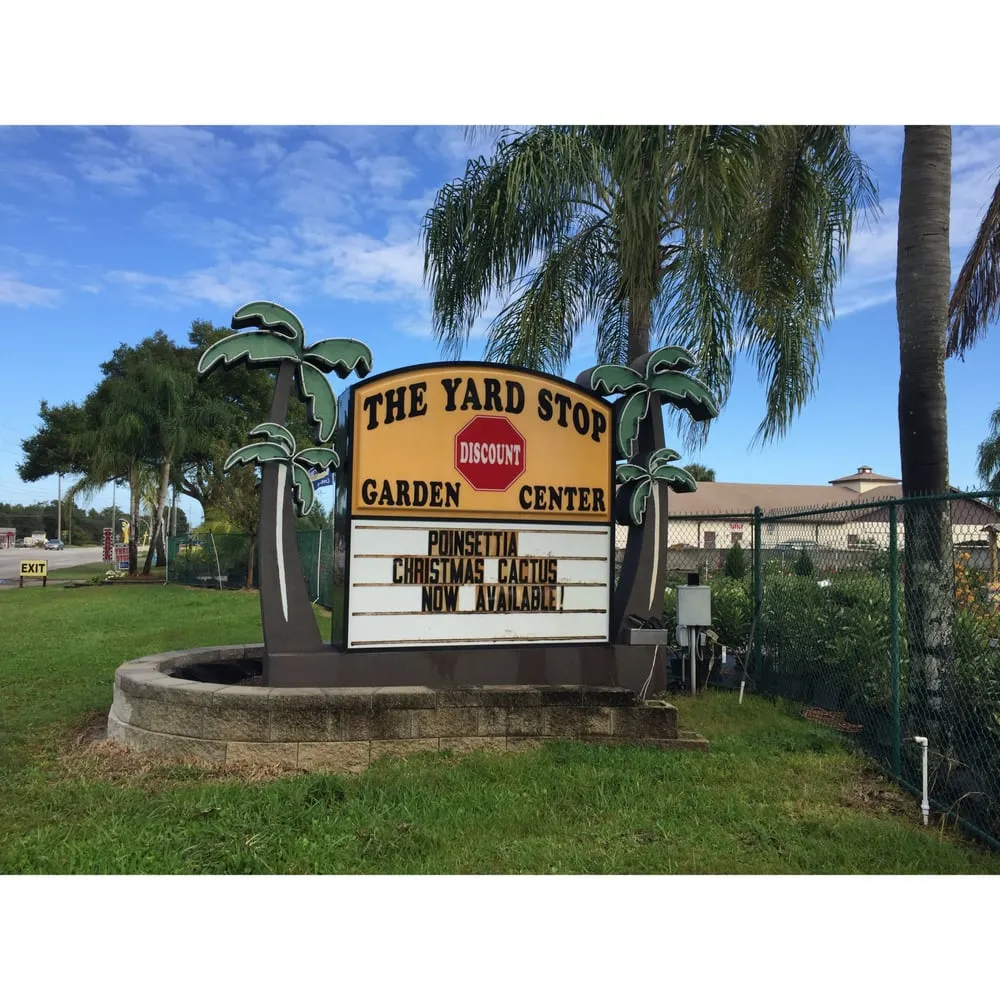 THE YARD STOP
DISCOUNT
GARDEN CENTER
POINSETTIA
CHRISTMAS CACTUS
NOW AVAILABLE!
EXIT